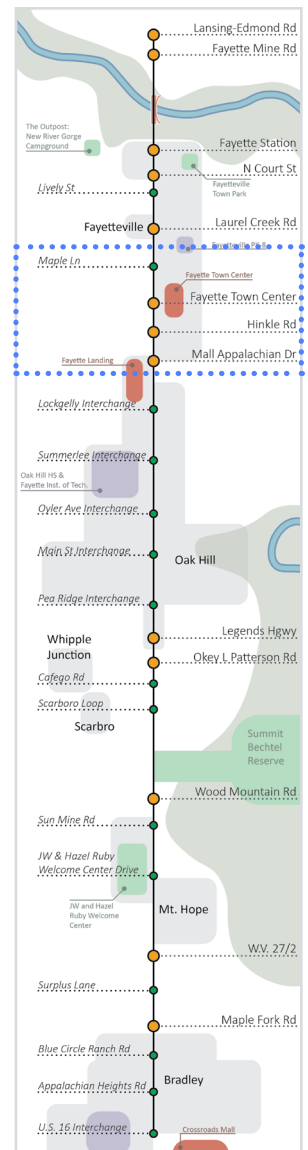 Lansing-Edmond Rd
Fayette Mine Rd
The Outpost:
New River Gorge
Campground
Fayette Station
N Court St
Lively St
Fayetteville
Town Park
Fayetteville
Laurel Creek Rd
Fayetteville PK-8
Maple Ln
Fayette Town Center
Fayette Town Center
Hinkle Rd
Mall Appalachian Dr
Fayette Landing
Lockgelly Interchange
Summerlee Interchange
Oak Hill HS &
Fayette Inst. of Tech.
Oyler Ave Interchange
Main St Interchange
Oak Hill
Pea Ridge Interchange
Legends Hgwy
Whipple
Junction
Okey L Patterson Rd
Cafego Rd
Scarboro Loop
Scarbro
Summit
Bechtel
Reserve
Wood Mountain Rd
Sun Mine Rd
JW & Hazel Ruby
Welcome Center Drive
JW and Hazel
Ruby Welcome
Center
Mt. Hope
W.V. 27/2
Surplus Lane
Maple Fork Rd
Blue Circle Ranch Rd
Bradley
Appalachian Heights Rd
U.S. 16 Interchange
Crossroads Mall